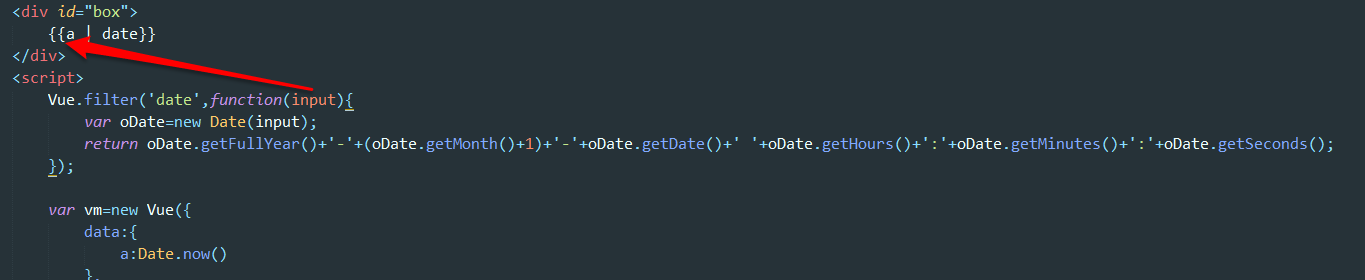 <div id="box">
{{a | date}}
</div>
<script>
Vue.filter('date',function(input){
var oDate=new Date(input);
return oDate.getFullYear()+'-'+(oDate.getMonth()+1)+'-'+oDate.getDate()+' '+oDate.getHours()+':'+oDate.getMinutes()+':'+oDate.getSeconds();
});
var vm=new Vue({
data:{
a:Date.now()
},